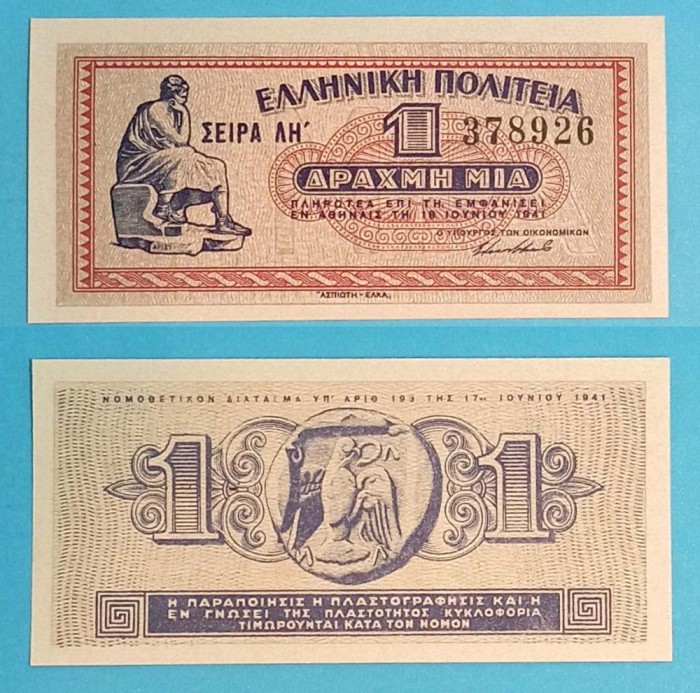 ΕΛΛΗΝΙΚΗ ΠΟΛΙΤΕΙΑ
ΣΕΙΡΑ ΛΗ' 1 378926
ΔΡΑΧΜΗ ΜΙΑ
ΠΛΗΡΩΤΕΑ ΕΠΙ ΤΗ ΕΜΦΑΝΙΣΕΙ
ΕΝ ΑΘΗΝΑΙΣ ΤΗ 18 ΙΟΥΝΙΟΥ 1941
Ο ΥΠΟΥΡΓΟΣ ΤΩΝ ΟΙΚΟΝΟΜΙΚΩΝ
"ΑΣΠΙΩΤΗ-ΕΛΚΑ"
ΝΟΜΟΘΕΤΙΚΟΝ ΔΙΑΤΑΓΜΑ ΥΠ' ΑΡΙΘ 193 ΤΗΣ 17ης ΙΟΥΝΙΟΥ 1941
1 1
Η ΠΑΡΑΠΟΙΗΣΙΣ Η ΠΛΑΣΤΟΓΡΑΦΗΣΙΣ ΚΑΙ Η
ΕΝ ΓΝΩΣΕΙ ΤΗΣ ΠΛΑΣΤΟΤΗΤΟΣ ΚΥΚΛΟΦΟΡΙΑ
ΤΙΜΩΡΟΥΝΤΑΙ ΚΑΤΑ ΤΟΝ ΝΟΜΟΝ